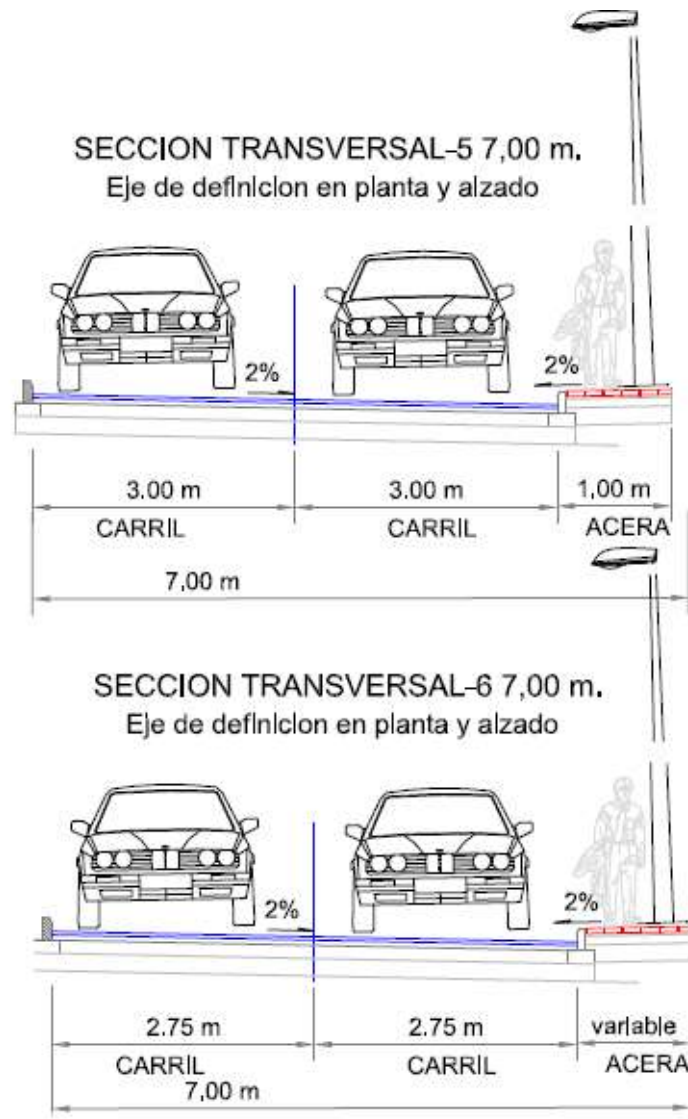 SECCION TRANSVERSAL-5 7,00 m.
Eje de definicion en planta y alzado
2%
2%
3.00 m
3.00 m
1,00 m
CARRIL
CARRIL
ACERA
7,00 m
SECCION TRANSVERSAL-6 7,00 m.
Eje de definicion en planta y alzado
2%
2%
2.75 m
2.75 m
variable
CARRIL
CARRIL
ACERA
7,00 m